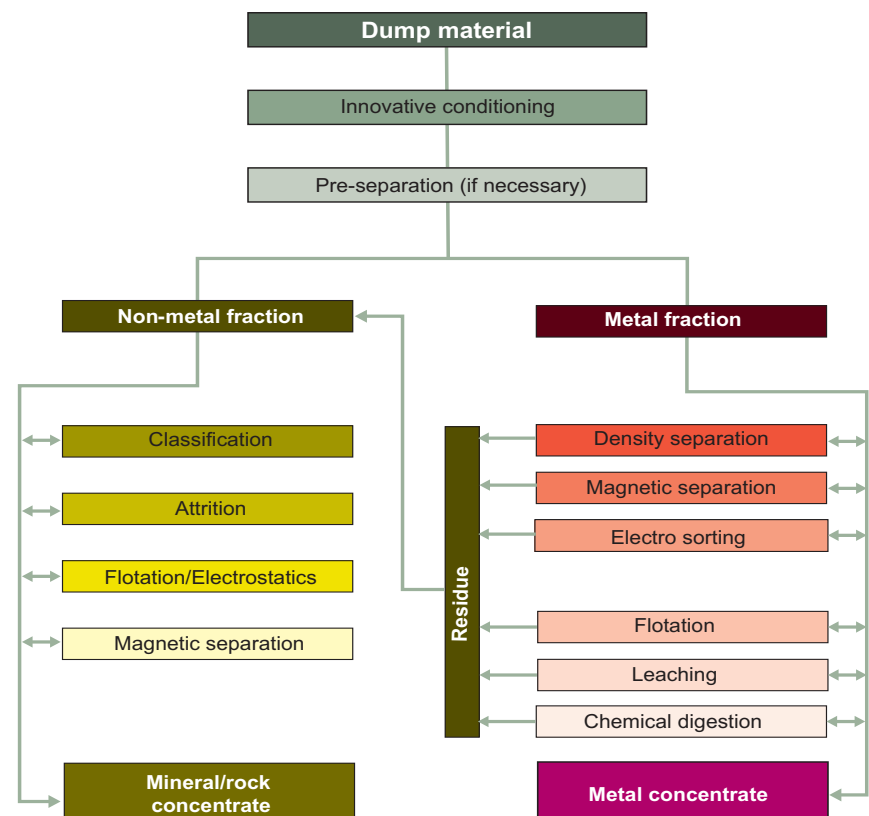 Dump material
Innovative conditioning
Pre-separation (if necessary)
Non-metal fraction
Metal fraction
Classification
Attrition
Flotation/Electrostatics
Magnetic separation
Residue
Density separation
Magnetic separation
Electro sorting
Flotation
Leaching
Chemical digestion
Mineral/rock
concentrate
Metal concentrate